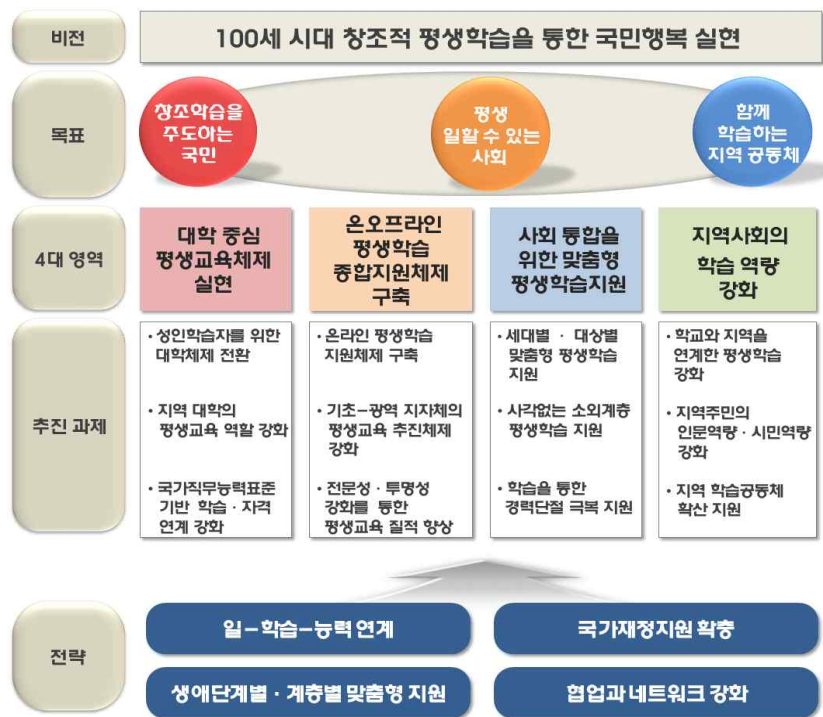 비전
100세 시대 창조적 평생학습을 통한 국민행복 실현
목표
창조학습을
주도하는
국민
평생
일할 수 있는
사회
함께
학습하는
지역 공동체
4대 영역
대학 중심
평생교육체제
실현
온오프라인
평생학습
종합지원체제
구축
사회 통합을
위한 맞춤형
평생학습지원
지역사회의
학습 역량
강화
추진 과제
· 성인학습자를 위한
대학체제 전환
· 지역 대학의
평생교육 역할 강화
· 국가직무능력표준
기반 학습 · 자격
연계 강화
· 온라인 평생학습
지원체제 구축
· 기초-광역 지자체의
평생교육 추진체제
강화
· 전문성 · 투명성
강화를 통한
평생교육 질적 향상
· 세대별 · 대상별
맞춤형 평생학습
지원
· 사각없는 소외계층
평생학습 지원
· 학습을 통한
경력단절 극복 지원
· 학교와 지역을
연계한 평생학습
강화
· 지역주민의
인문역량 · 시민역량
강화
· 지역 학습공동체
확산 지원
전략
일-학습-능력 연계
국가재정지원 확충
생애단계별 · 계층별 맞춤형 지원
협업과 네트워크 강화